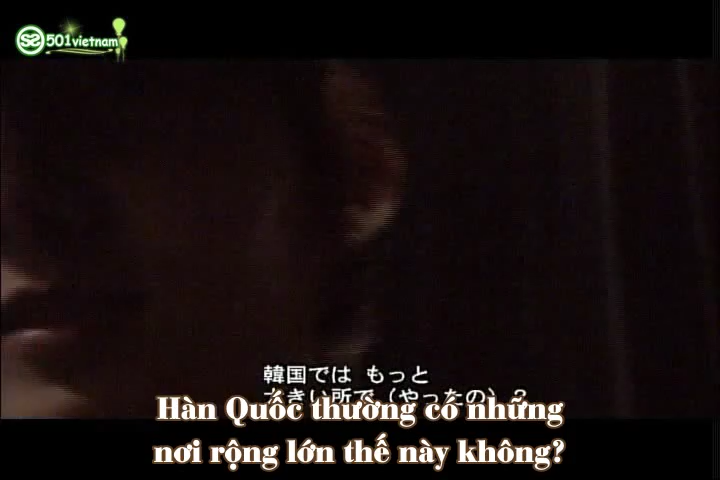 SS501vietnam
韓国では もっと
大きい所で（やったの）？
Hàn Quốc thường có những
nơi rộng lớn thế này không?